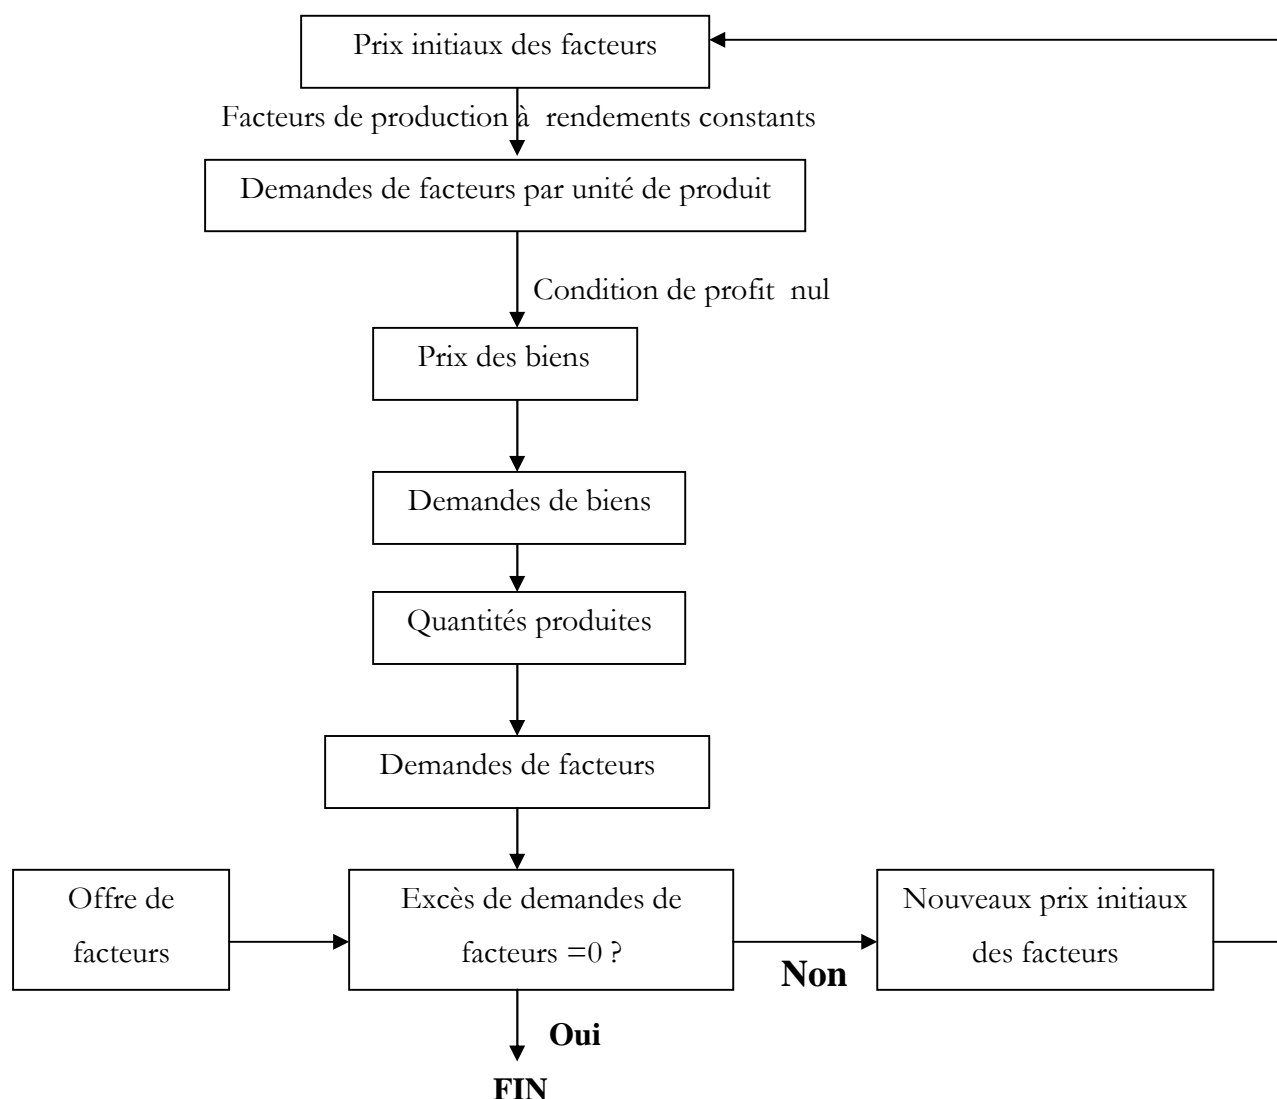 Prix initiaux des facteurs
Facteurs de production à rendements constants
Demandes de facteurs par unité de produit
Condition de profit nul
Prix des biens
Demandes de biens
Quantités produites
Demandes de facteurs
Offre de
facteurs
Excès de demandes de
facteurs =0 ?
Non
Nouveaux prix initiaux
des facteurs
Oui
FIN